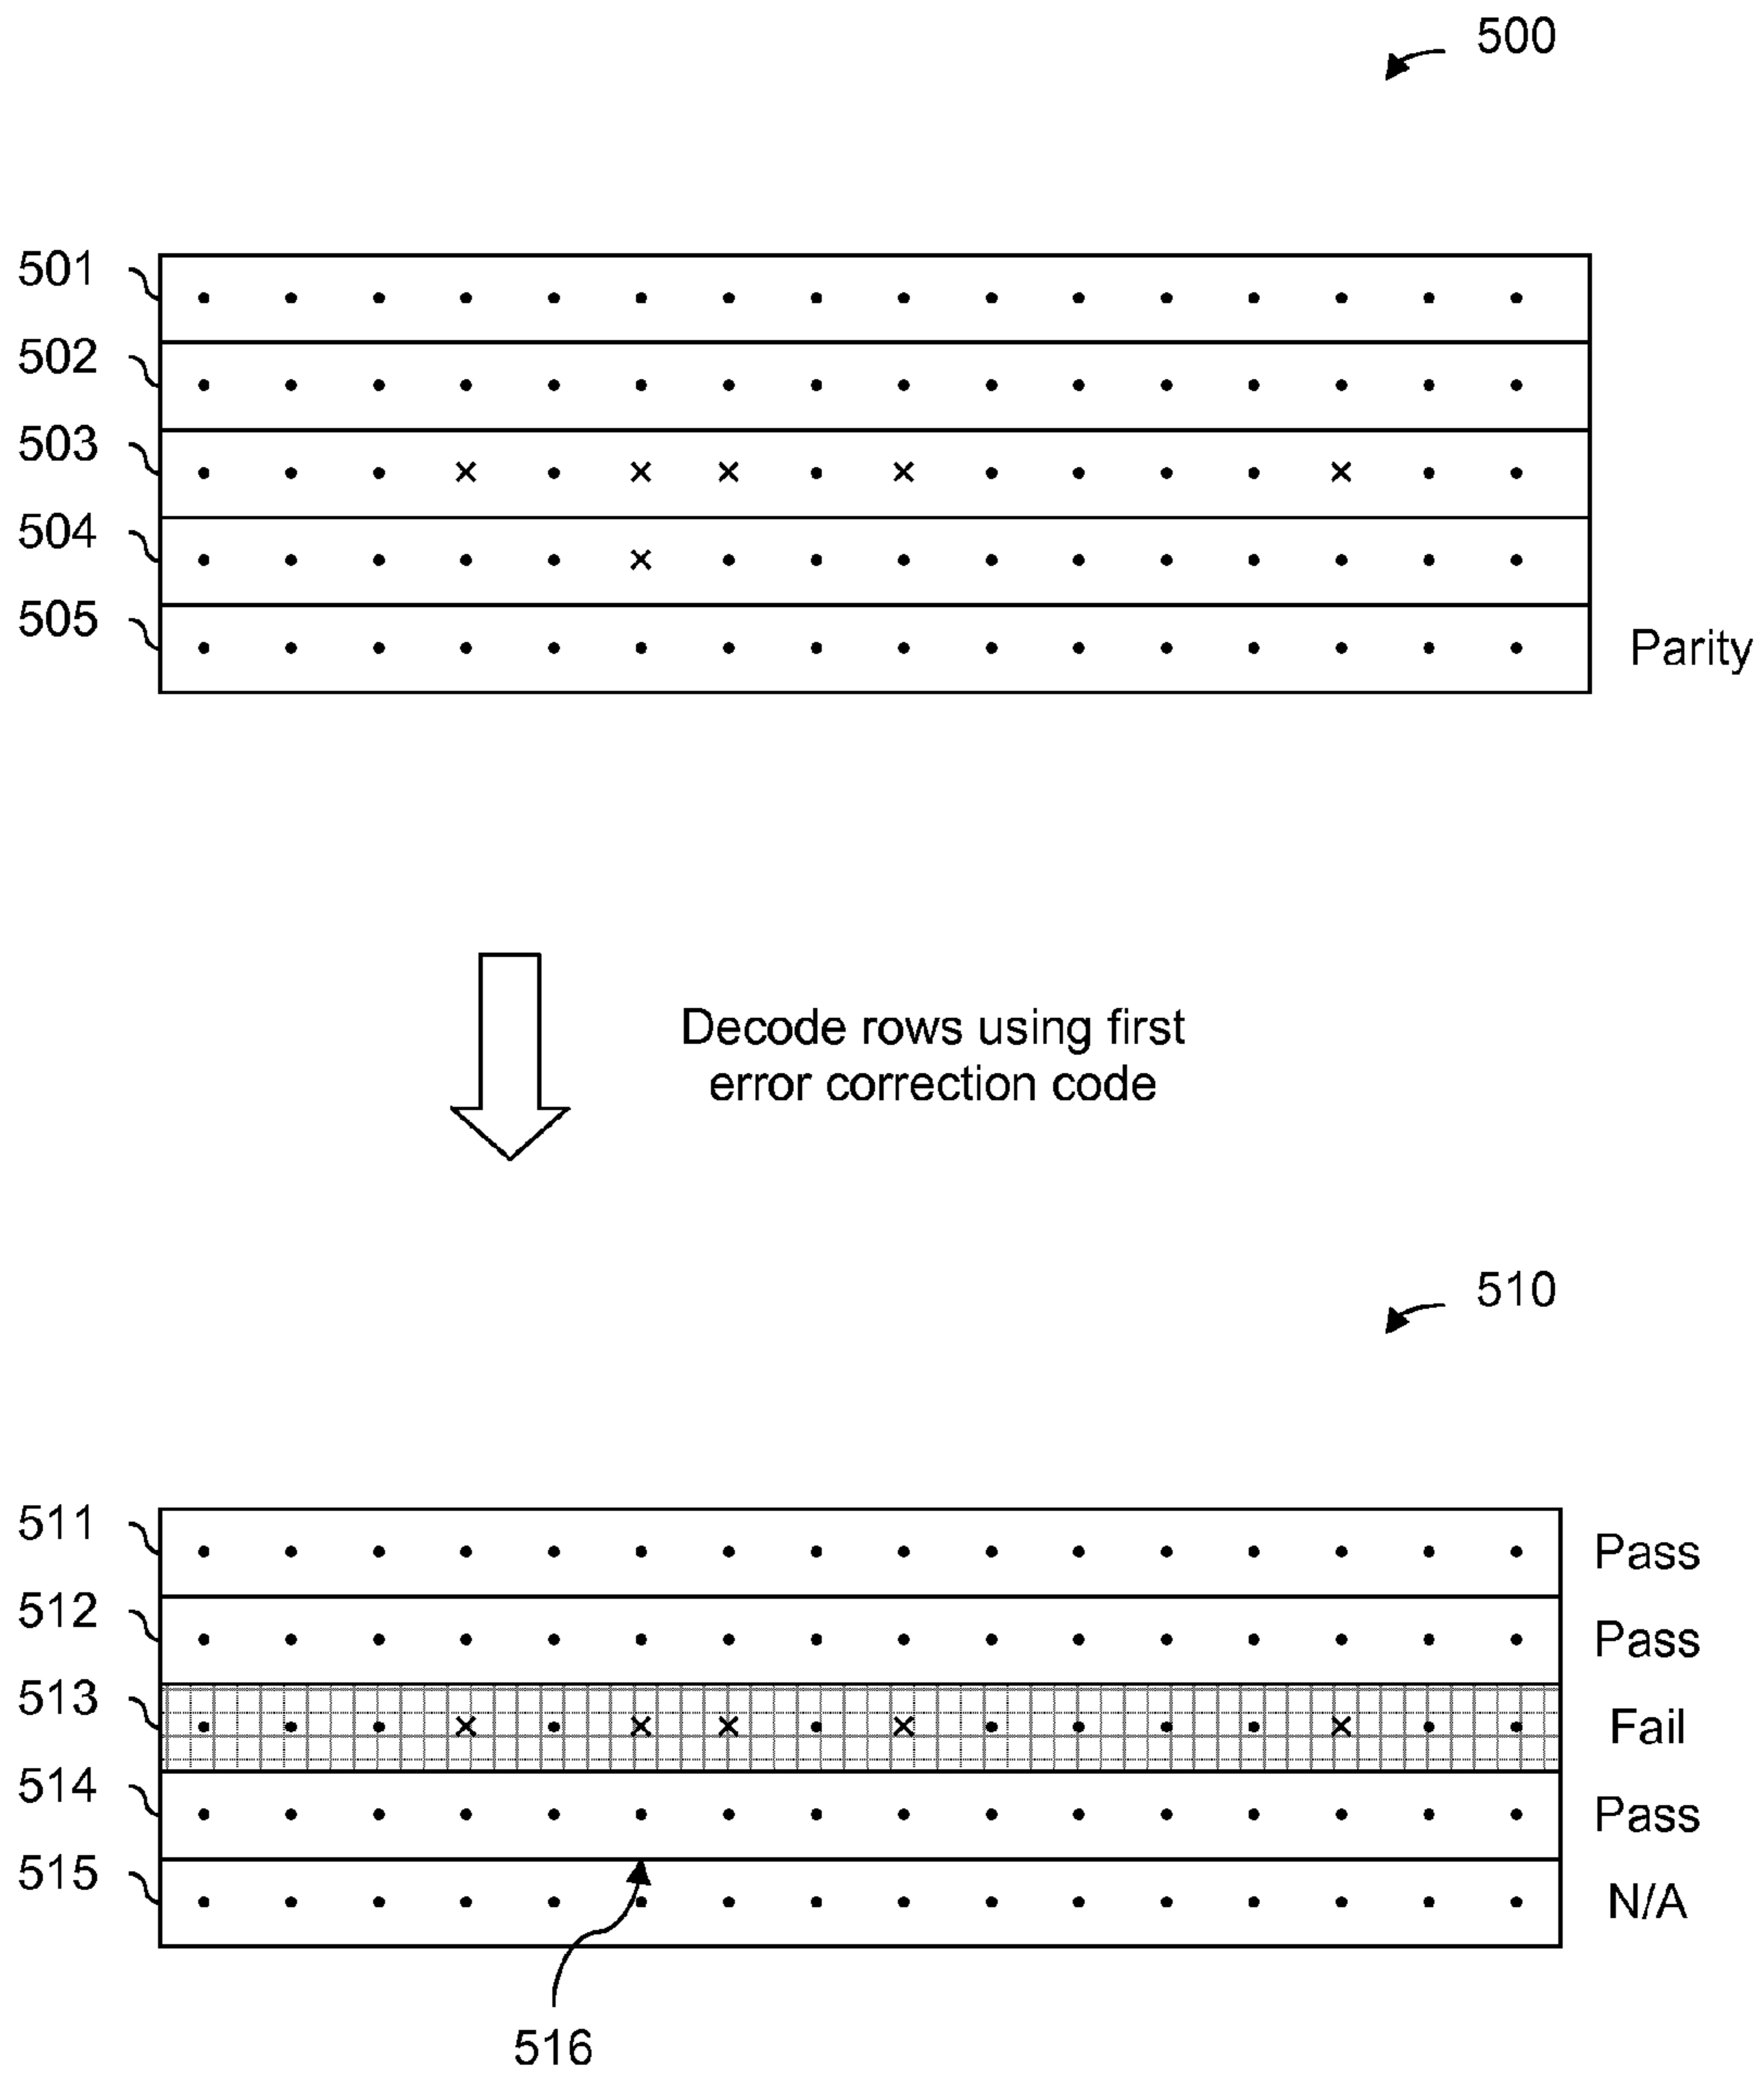 500
501
502
503
504
505
Parity
Decode rows using first
error correction code
510
511
Pass
512
Pass
513
Fail
514
Pass
515
N/A
516